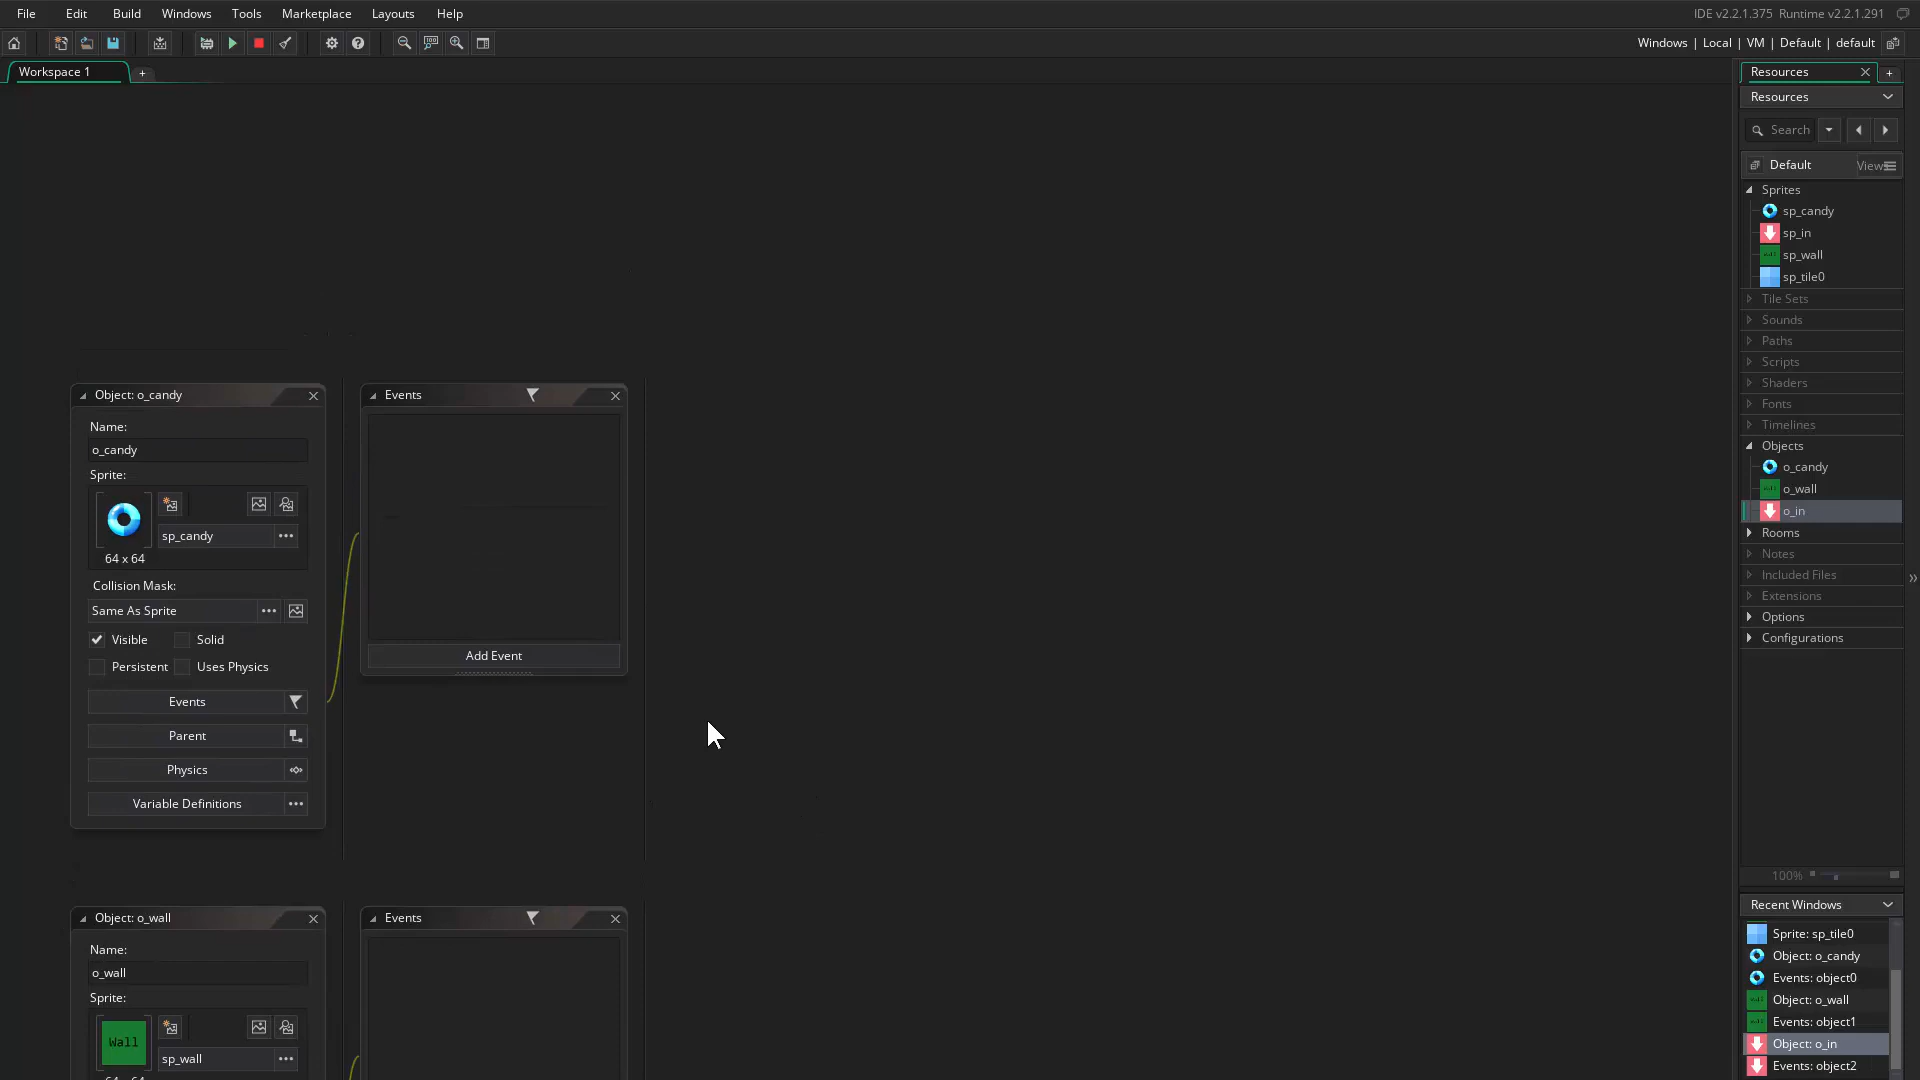 File Edit Build Windows Tools Marketplace Layouts Help IDE v2.2.1.375 Runtime v2.2.1.291
Windows | Local | VM | Default | default
Workspace 1 +
Resources +
Resources
Search
Default Views
Sprites
sp_candy
sp_in
sp_wall
sp_tile0
Tile Sets
Sounds
Paths
Scripts
Shaders
Fonts
Timelines
Objects
o_candy
o_wall
o_in
Rooms
Notes
Included Files
Extensions
Options
Configurations
100%
Recent Windows
Sprite: sp_tile0
Object: o_candy
Events: object0
Object: o_wall
Events: object1
Object: o_in
Events: object2
Object: o_candy
Name:
o_candy
Sprite:
sp_candy
64 x 64
Collision Mask:
Same As Sprite
Visible Solid
Persistent Uses Physics
Events
Parent
Physics
Variable Definitions
Events
Add Event
Object: o_wall
Name:
o_wall
Sprite:
Wall
sp_wall
Events